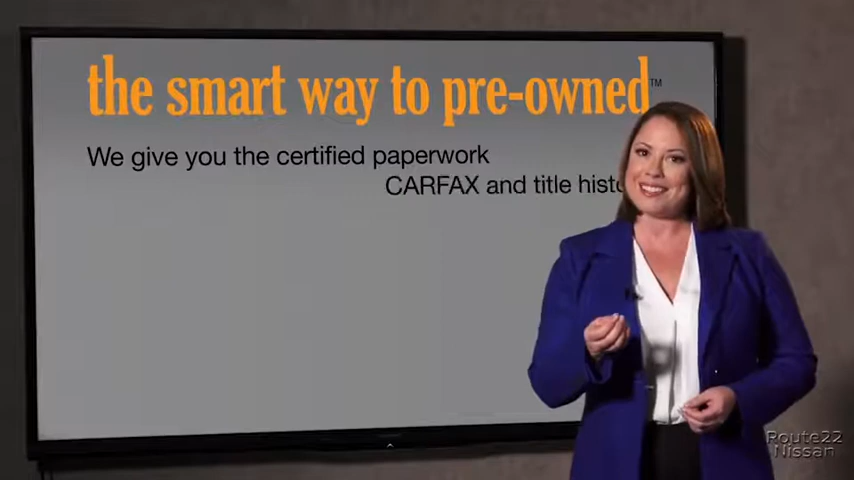 the smart way to pre-owned™
We give you the certified paperwork
CARFAX and title
Route22
Nissan